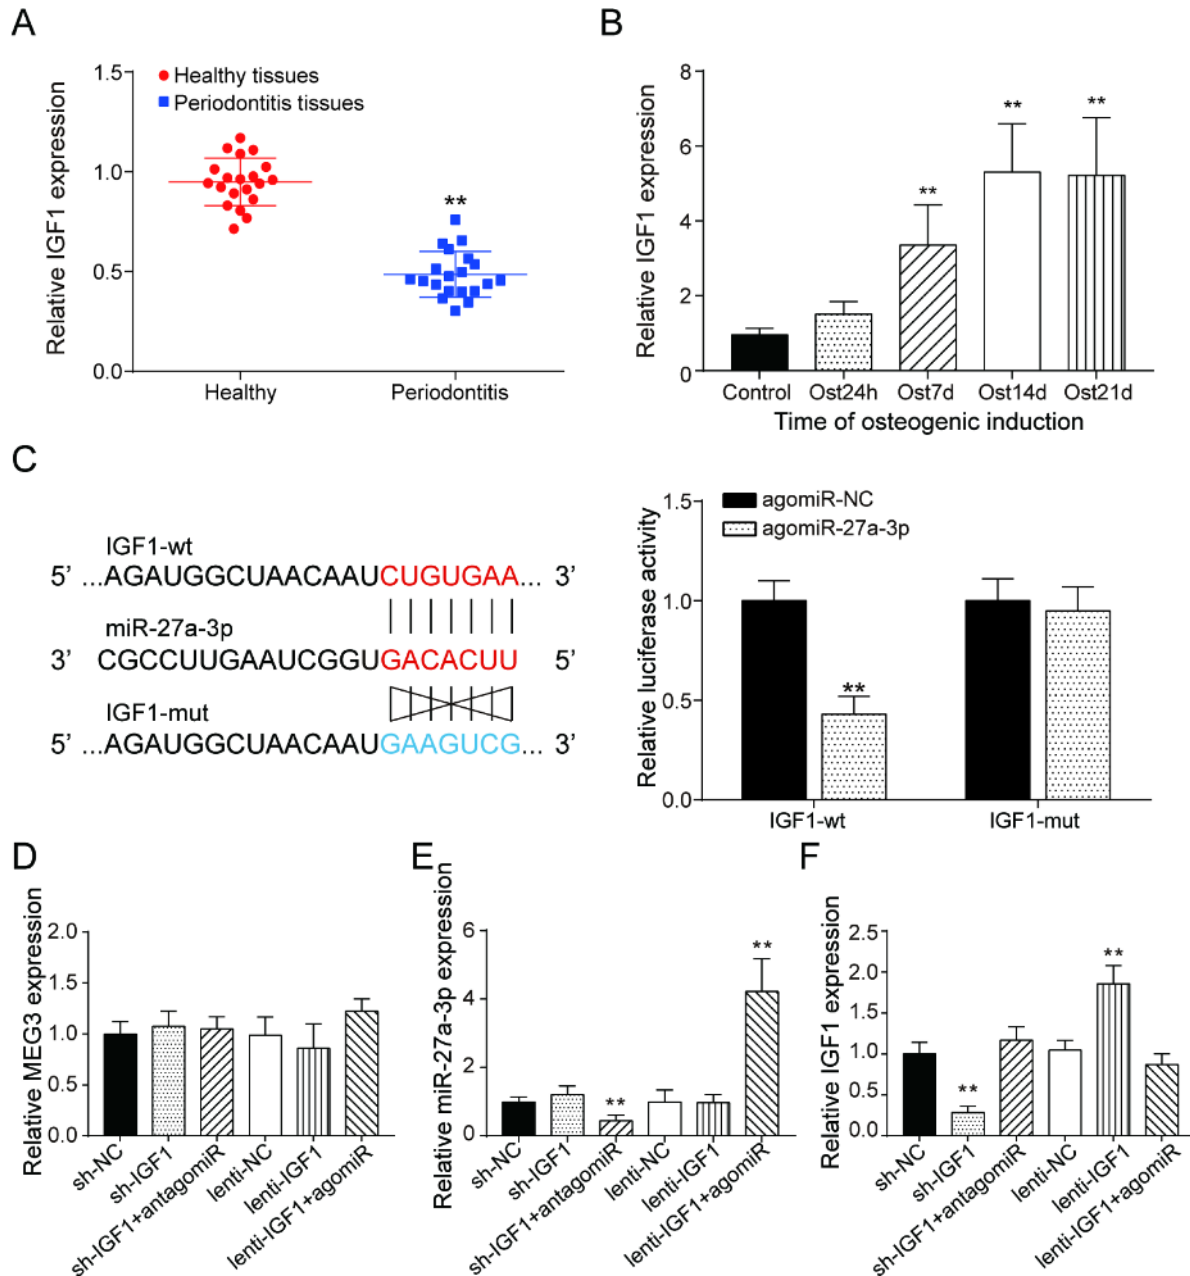 A
Relative IGF1 expression
1.5
1.0
0.5
0.0
Healthy tissues
Periodontitis tissues
**
Healthy
Periodontitis
B
Relative IGF1 expression
8
6
4
2
0
**
**
**
Control
Ost24h
Ost7d
Ost14d
Ost21d
Time of osteogenic induction
C
IGF1-wt
5’ ...AGAUGGCUAACAAUCUGUGAA... 3’
miR-27a-3p
3’ CGCCUUGAAUCGGUGACACUU 5’
IGF1-mut
5’ ...AGAUGGCUAACAAUGAAGUCG... 3’
Relative luciferase activity
1.5
1.0
0.5
0.0
agomiR-NC
agomiR-27a-3p
**
IGF1-wt
IGF1-mut
D
Relative MEG3 expression
2.0
1.5
1.0
0.5
0.0
sh-NC
sh-IGF1
sh-IGF1+antagomiR
lenti-NC
lenti-IGF1
lenti-IGF1+agomiR
E
Relative miR-27a-3p expression
6
4
2
0
**
**
sh-NC
sh-IGF1
sh-IGF1+antagomiR
lenti-NC
lenti-IGF1
lenti-IGF1+agomiR
F
Relative IGF1 expression
2.5
2.0
1.5
1.0
0.5
0.0
**
**
sh-NC
sh-IGF1
sh-IGF1+antagomiR
lenti-NC
lenti-IGF1
lenti-IGF1+agomiR